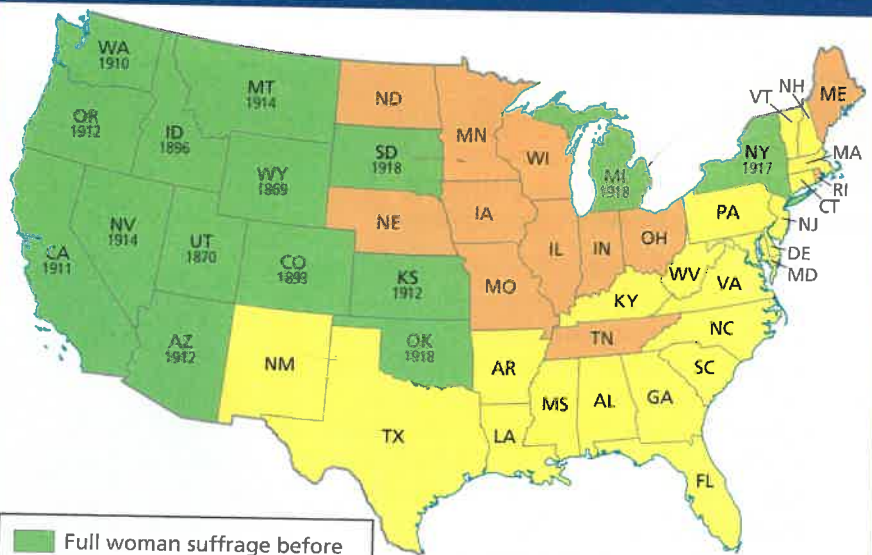 WA
1910
MT
1914
ND
MN
VT
NH
ME
OR
1912
ID
1896
SD
1918
WI
MI
1918
NY
1917
MA
RI
CT
WY
1869
NE
IA
PA
NJ
NV
1914
UT
1870
CO
1893
IL
IN
OH
DE
MD
CA
1911
KS
1912
MO
WV
VA
KY
AZ
1912
NM
OK
1918
TN
NC
AR
SC
MS
AL
GA
TX
LA
FL
Full woman suffrage before